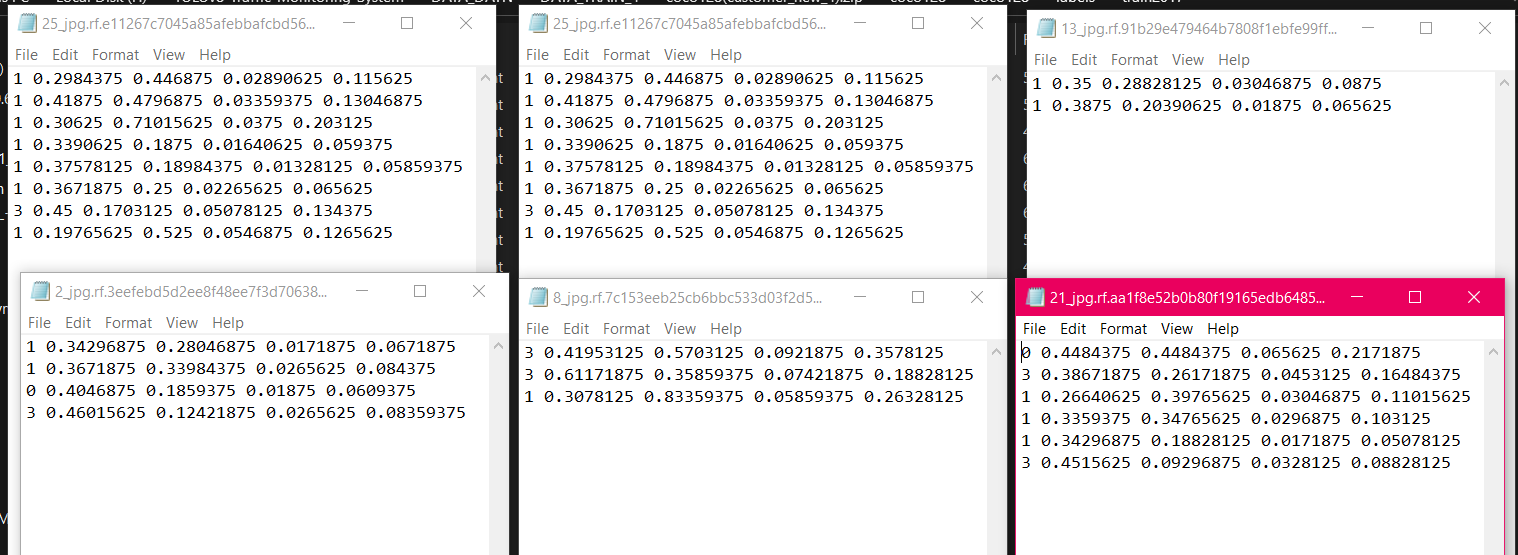 25_jpg.rf.e11267c7045a85afebbafcbd56...
File Edit Format View Help
1 0.2984375 0.446875 0.02890625 0.115625
1 0.41875 0.4796875 0.03359375 0.13046875
1 0.30625 0.71015625 0.0375 0.203125
1 0.3390625 0.1875 0.01640625 0.059375
1 0.37578125 0.18984375 0.01328125 0.05859375
1 0.3671875 0.25 0.02265625 0.065625
3 0.45 0.1703125 0.05078125 0.134375
1 0.19765625 0.525 0.0546875 0.1265625
25_jpg.rf.e11267c7045a85afebbafcbd56...
File Edit Format View Help
1 0.2984375 0.446875 0.02890625 0.115625
1 0.41875 0.4796875 0.03359375 0.13046875
1 0.30625 0.71015625 0.0375 0.203125
1 0.3390625 0.1875 0.01640625 0.059375
1 0.37578125 0.18984375 0.01328125 0.05859375
1 0.3671875 0.25 0.02265625 0.065625
3 0.45 0.1703125 0.05078125 0.134375
1 0.19765625 0.525 0.0546875 0.1265625
13_jpg.rf.91b29e479464b7808f1ebfe99ff...
File Edit Format View Help
1 0.35 0.28828125 0.03046875 0.0875
1 0.3875 0.20390625 0.01875 0.065625
2_jpg.rf.3eefebd5d2ee8f48ee7f3d70638...
File Edit Format View Help
1 0.34296875 0.28046875 0.0171875 0.0671875
1 0.3671875 0.33984375 0.0265625 0.084375
0 0.4046875 0.1859375 0.01875 0.0609375
3 0.46015625 0.12421875 0.0265625 0.08359375
8_jpg.rf.7c153eeb25cb6bbc533d03f2d5...
File Edit Format View Help
3 0.41953125 0.5703125 0.0921875 0.3578125
3 0.61171875 0.35859375 0.07421875 0.18828125
1 0.3078125 0.83359375 0.05859375 0.26328125
21_jpg.rf.aa1f8e52b0b80f19165edb6485...
File Edit Format View Help
0 0.4484375 0.4484375 0.065625 0.2171875
3 0.38671875 0.26171875 0.0453125 0.16484375
1 0.26640625 0.39765625 0.03046875 0.11015625
1 0.3359375 0.34765625 0.0296875 0.103125
1 0.34296875 0.18828125 0.0171875 0.05078125
3 0.4515625 0.09296875 0.0328125 0.08828125